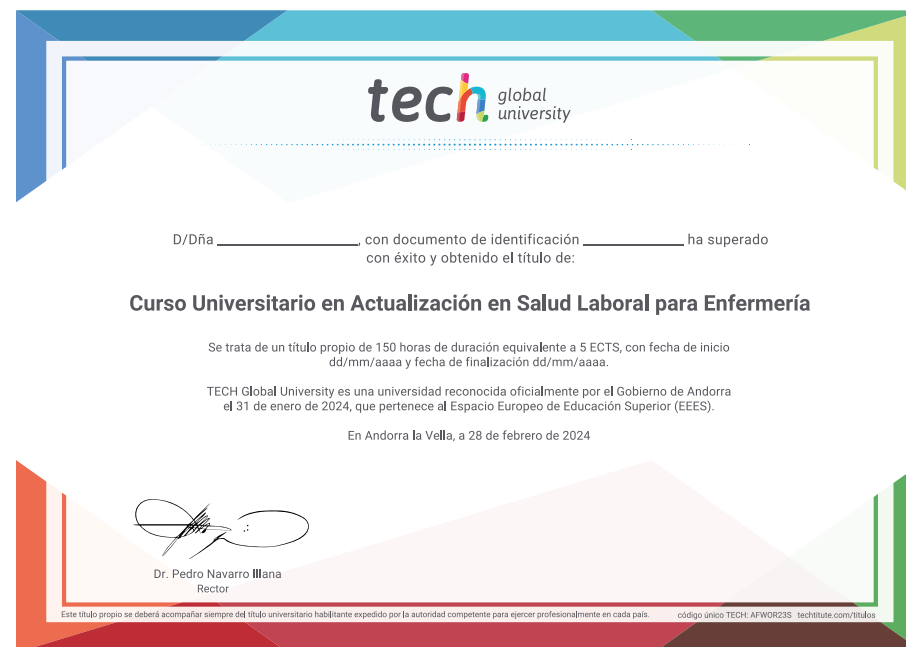 tech global university
D/Dña ____________, con documento de identificación ____________ ha superado
con éxito y obtenido el título de:
Curso Universitario en Actualización en Salud Laboral para Enfermería
Se trata de un título propio de 150 horas de duración equivalente a 5 ECTS, con fecha de inicio
dd/mm/aaaa y fecha de finalización dd/mm/aaaa.
TECH Global University es una universidad reconocida oficialmente por el Gobierno de Andorra
el 31 de enero de 2024, que pertenece al Espacio Europeo de Educación Superior (EEES).
En Andorra la Vella, a 28 de febrero de 2024
Dr. Pedro Navarro Illana
Rector
Este título propio se deberá acompañar siempre del título universitario habilitante expedido por la autoridad competente para ejercer profesionalmente en cada país. código único TECH: AFWOR23S techtitute.com/titulos